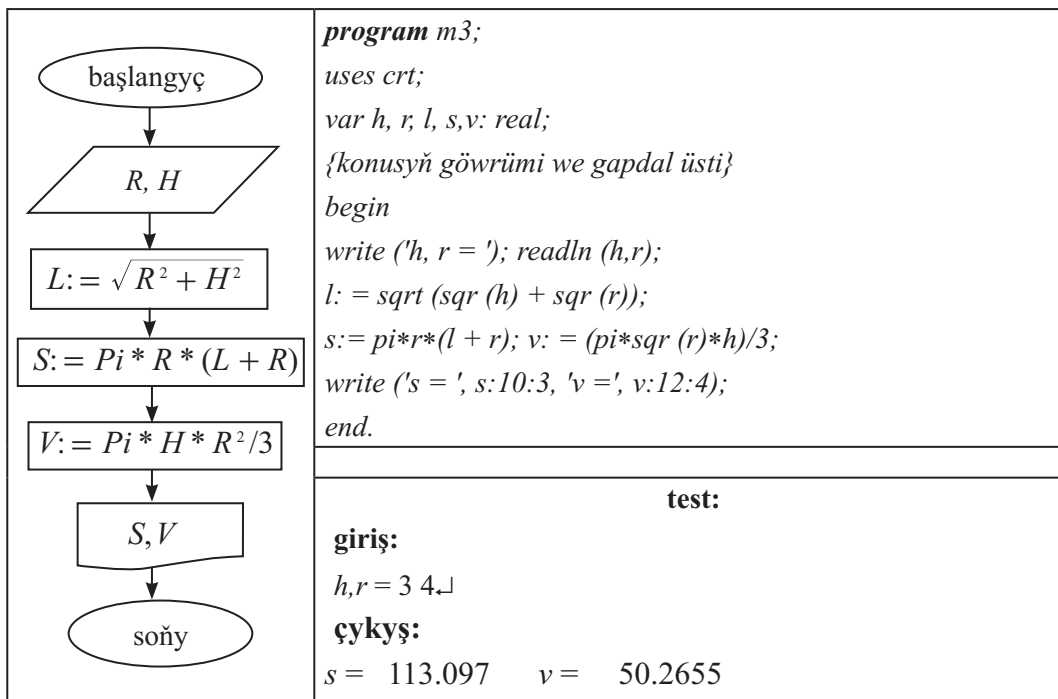 başlangyç
R, H
L: = √R² + H²
S: = Pi * R * (L + R)
V: = Pi * H * R²/3
S, V
soňy
program m3;
uses crt;
var h, r, l, s,v: real;
{konusyň göwrümi we gapdal üsti}
begin
write ('h, r = '); readln (h,r);
l: = sqrt (sqr (h) + sqr (r));
s:= pi*r*(l + r); v: = (pi*sqr (r)*h)/3;
write ('s = ', s:10:3, 'v =', v:12:4);
end.
test:
giriş:
h,r = 3 4↵
çykyş:
s = 113.097 v = 50.2655